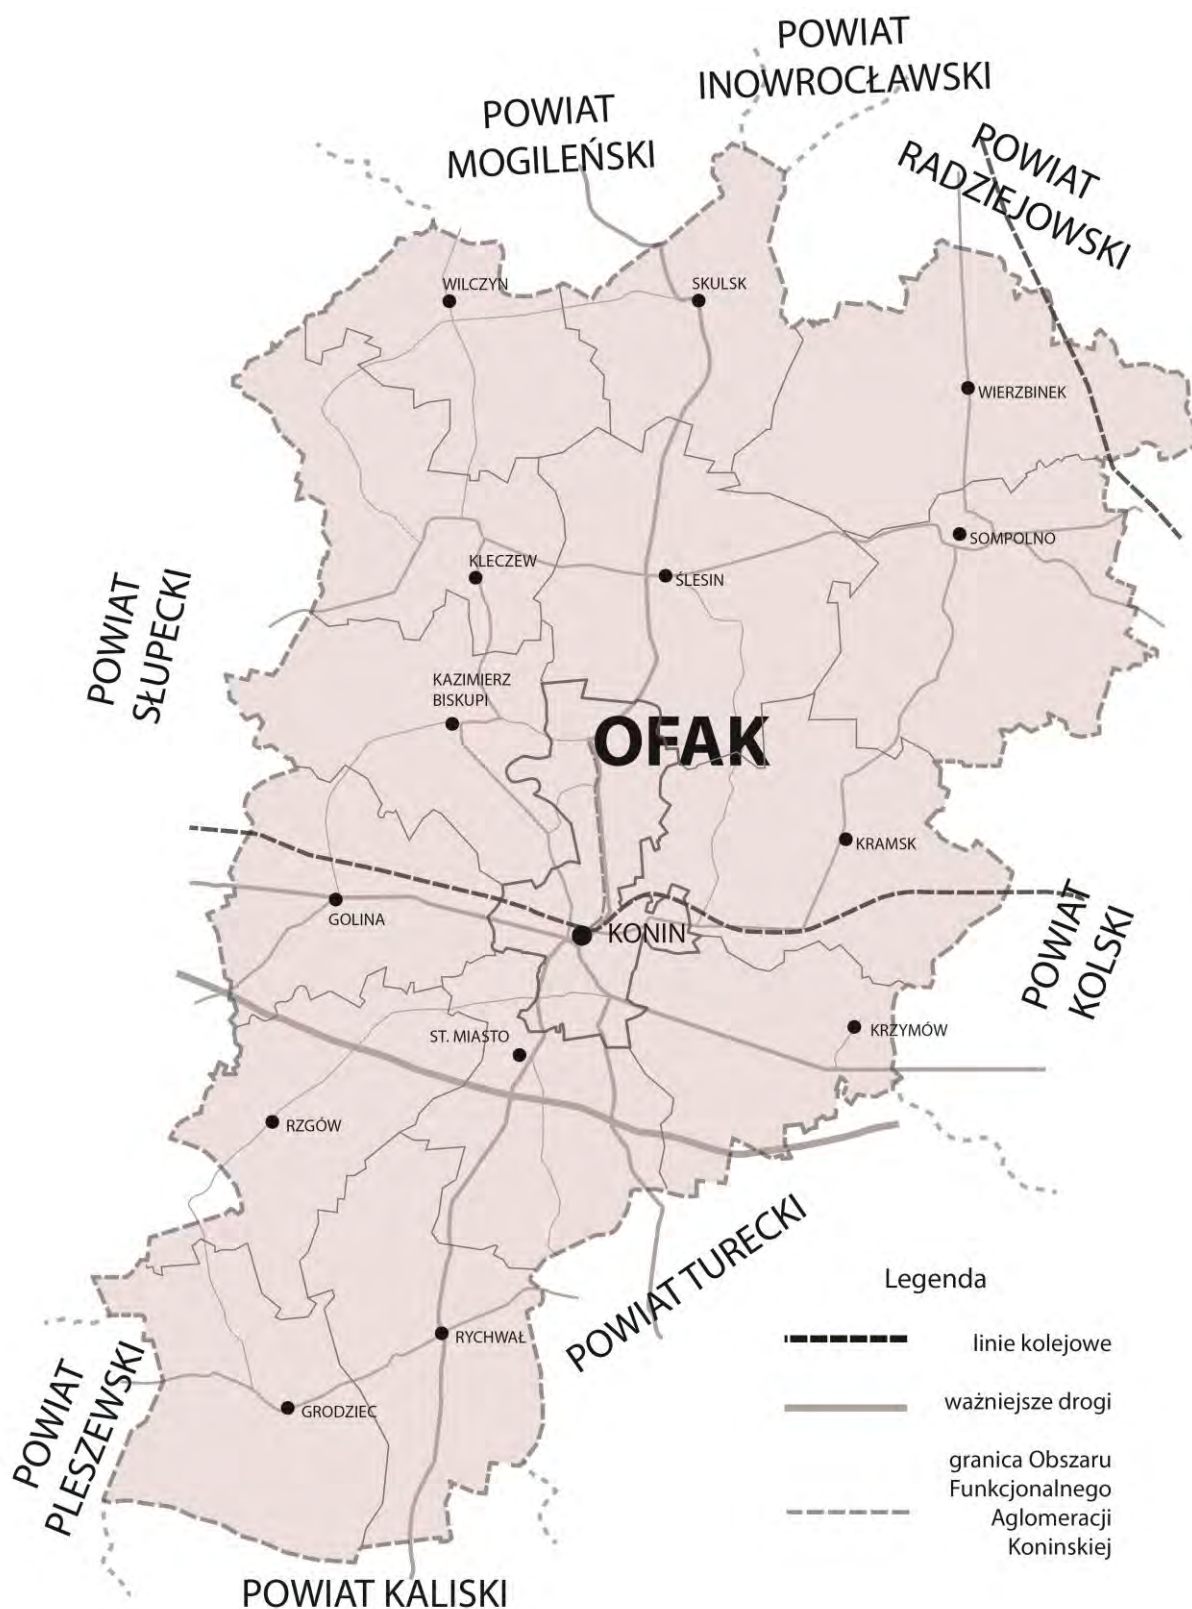 POWIAT
INOWROCŁAWSKI
POWIAT
MOGILEŃSKI
POWIAT
RADZIEJOWSKI
WILCZYN
SKULSK
WIERZBINEK
SOMPOLNO
KLECZEW
ŚLESIN
POWIAT
SŁUPECKI
KAZIMIERZ
BISKUPI
OFAK
KRAMSK
GOLINA
KONIN
POWIAT
KOLSKI
KRZYMÓW
ST. MIASTO
RZGÓW
POWIAT TURECKI
RYCHWAŁ
GRODZIEC
POWIAT
PLESZEWSKI
POWIAT KALISKI
Legenda
linie kolejowe
ważniejsze drogi
granica Obszaru
Funkcjonalnego
Aglomeracji
Koninskiej